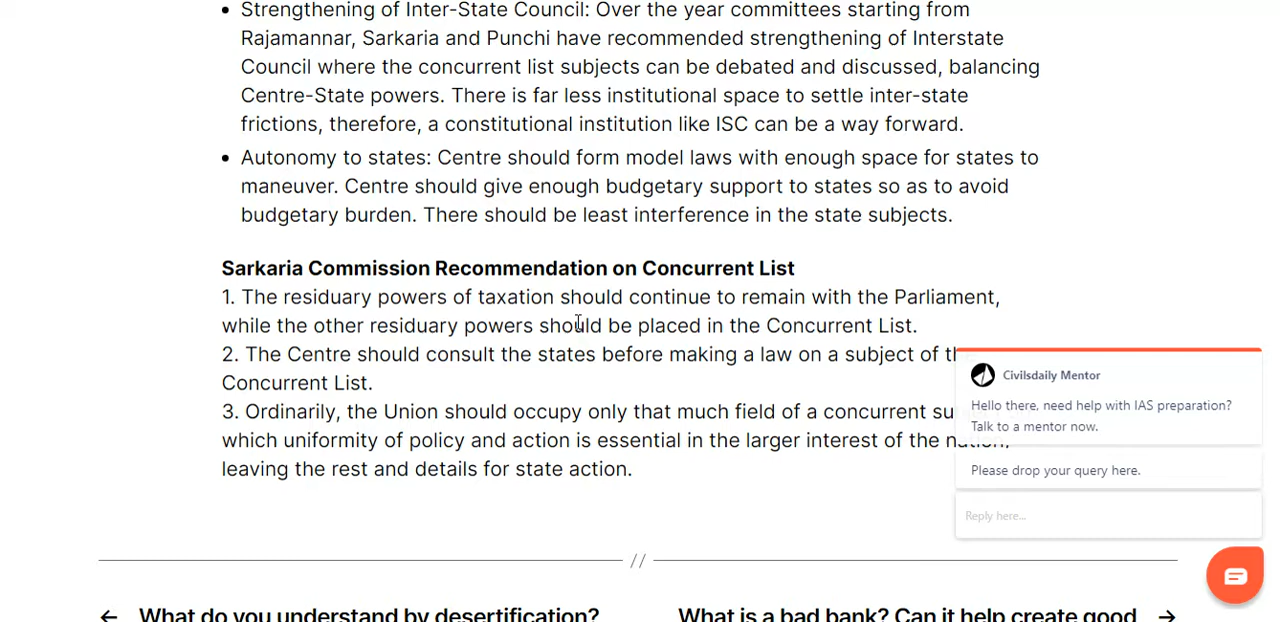 • Strengthening of Inter-State Council: Over the year committees starting from
Rajamannar, Sarkaria and Punchi have recommended strengthening of Interstate
Council where the concurrent list subjects can be debated and discussed, balancing
Centre-State powers. There is far less institutional space to settle inter-state
frictions, therefore, a constitutional institution like ISC can be a way forward.
• Autonomy to states: Centre should form model laws with enough space for states to
maneuver. Centre should give enough budgetary support to states so as to avoid
budgetary burden. There should be least interference in the state subjects.
Sarkaria Commission Recommendation on Concurrent List
1. The residuary powers of taxation should continue to remain with the Parliament,
while the other residuary powers should be placed in the Concurrent List.
2. The Centre should consult the states before making a law on a subject of
Concurrent List.
3. Ordinarily, the Union should occupy only that much field of a concurrent
which uniformity of policy and action is essential in the larger interest of the nation,
leaving the rest and details for state action.
Civilsdaily Mentor
Hello there, need help with IAS preparation?
Talk to a mentor now.
Please drop your query here.
Reply here...
//
← What do you understand by desertification?
What is a bad bank? Can it help create good →